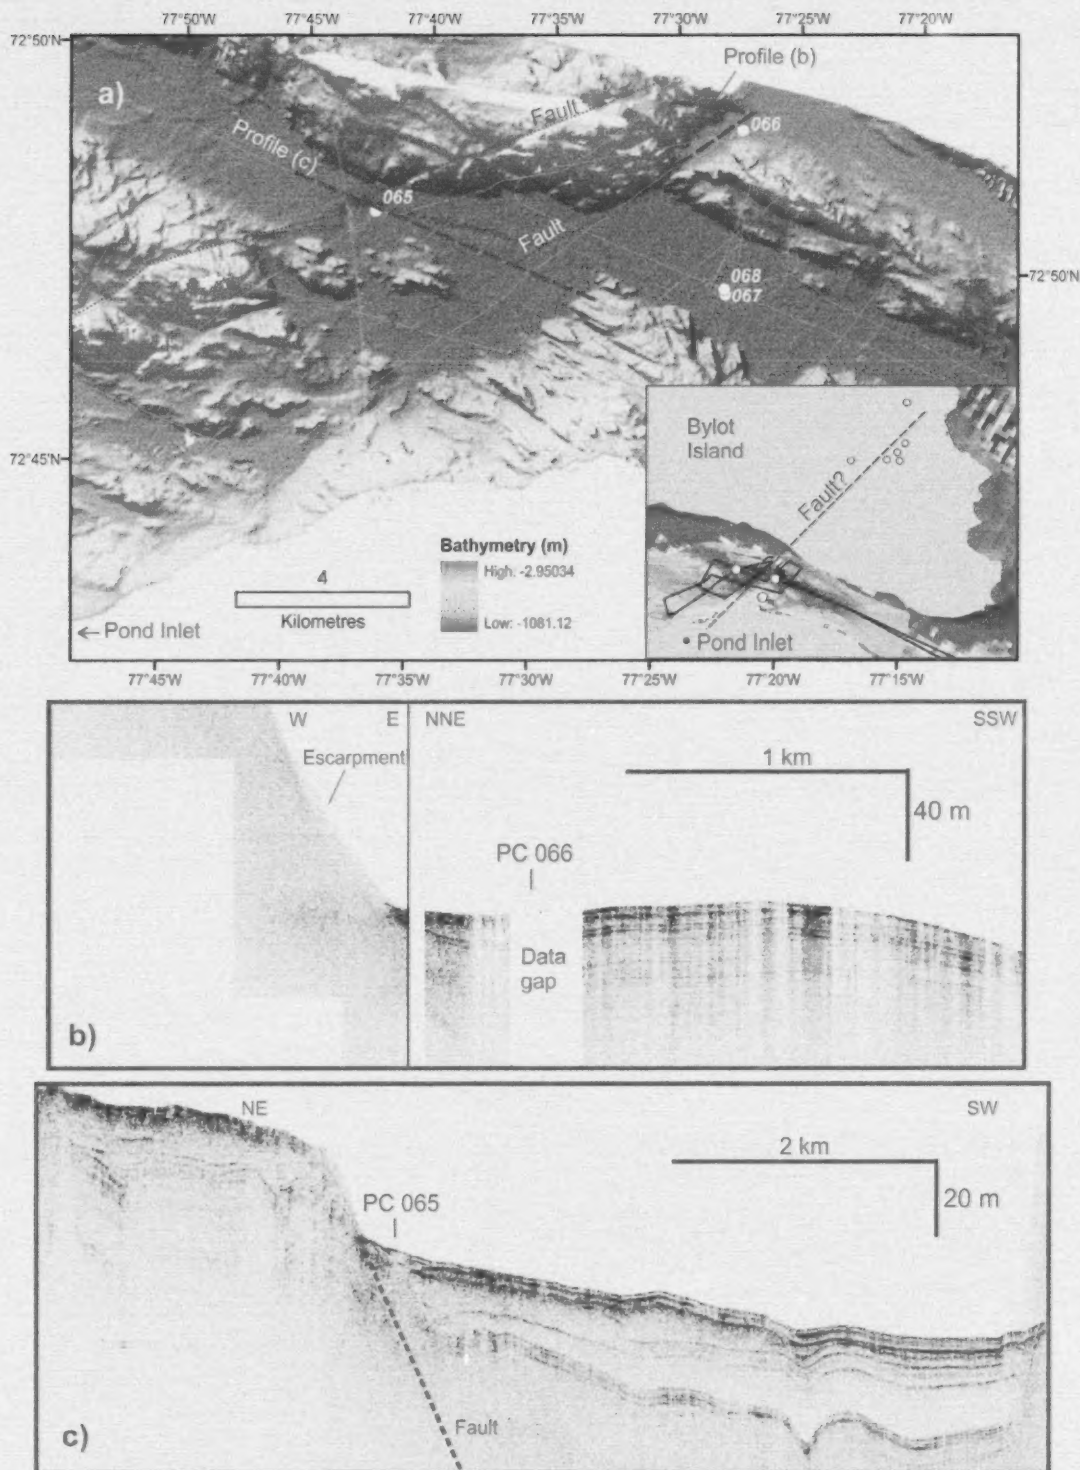 77°50'W 77°45'W 77°40'W 77°35'W 77°30'W 77°25'W 77°20'W
72°50'N
a)
Profile (b)
Fault
066
Profile (c)
065
Fault
72°50'N
068
067
72°45'N
Bylot
Island
Fault?
Bathymetry (m)
High: -2.95034
Low: -1081.12
4
Kilometres
← Pond Inlet
Pond Inlet
77°45'W 77°40'W 77°35'W 77°30'W 77°25'W 77°20'W 77°15'W
W E NNE SSW
Escarpment
1 km
40 m
PC 066
Data
gap
b)
NE SW
2 km
20 m
PC 065
Fault
c)